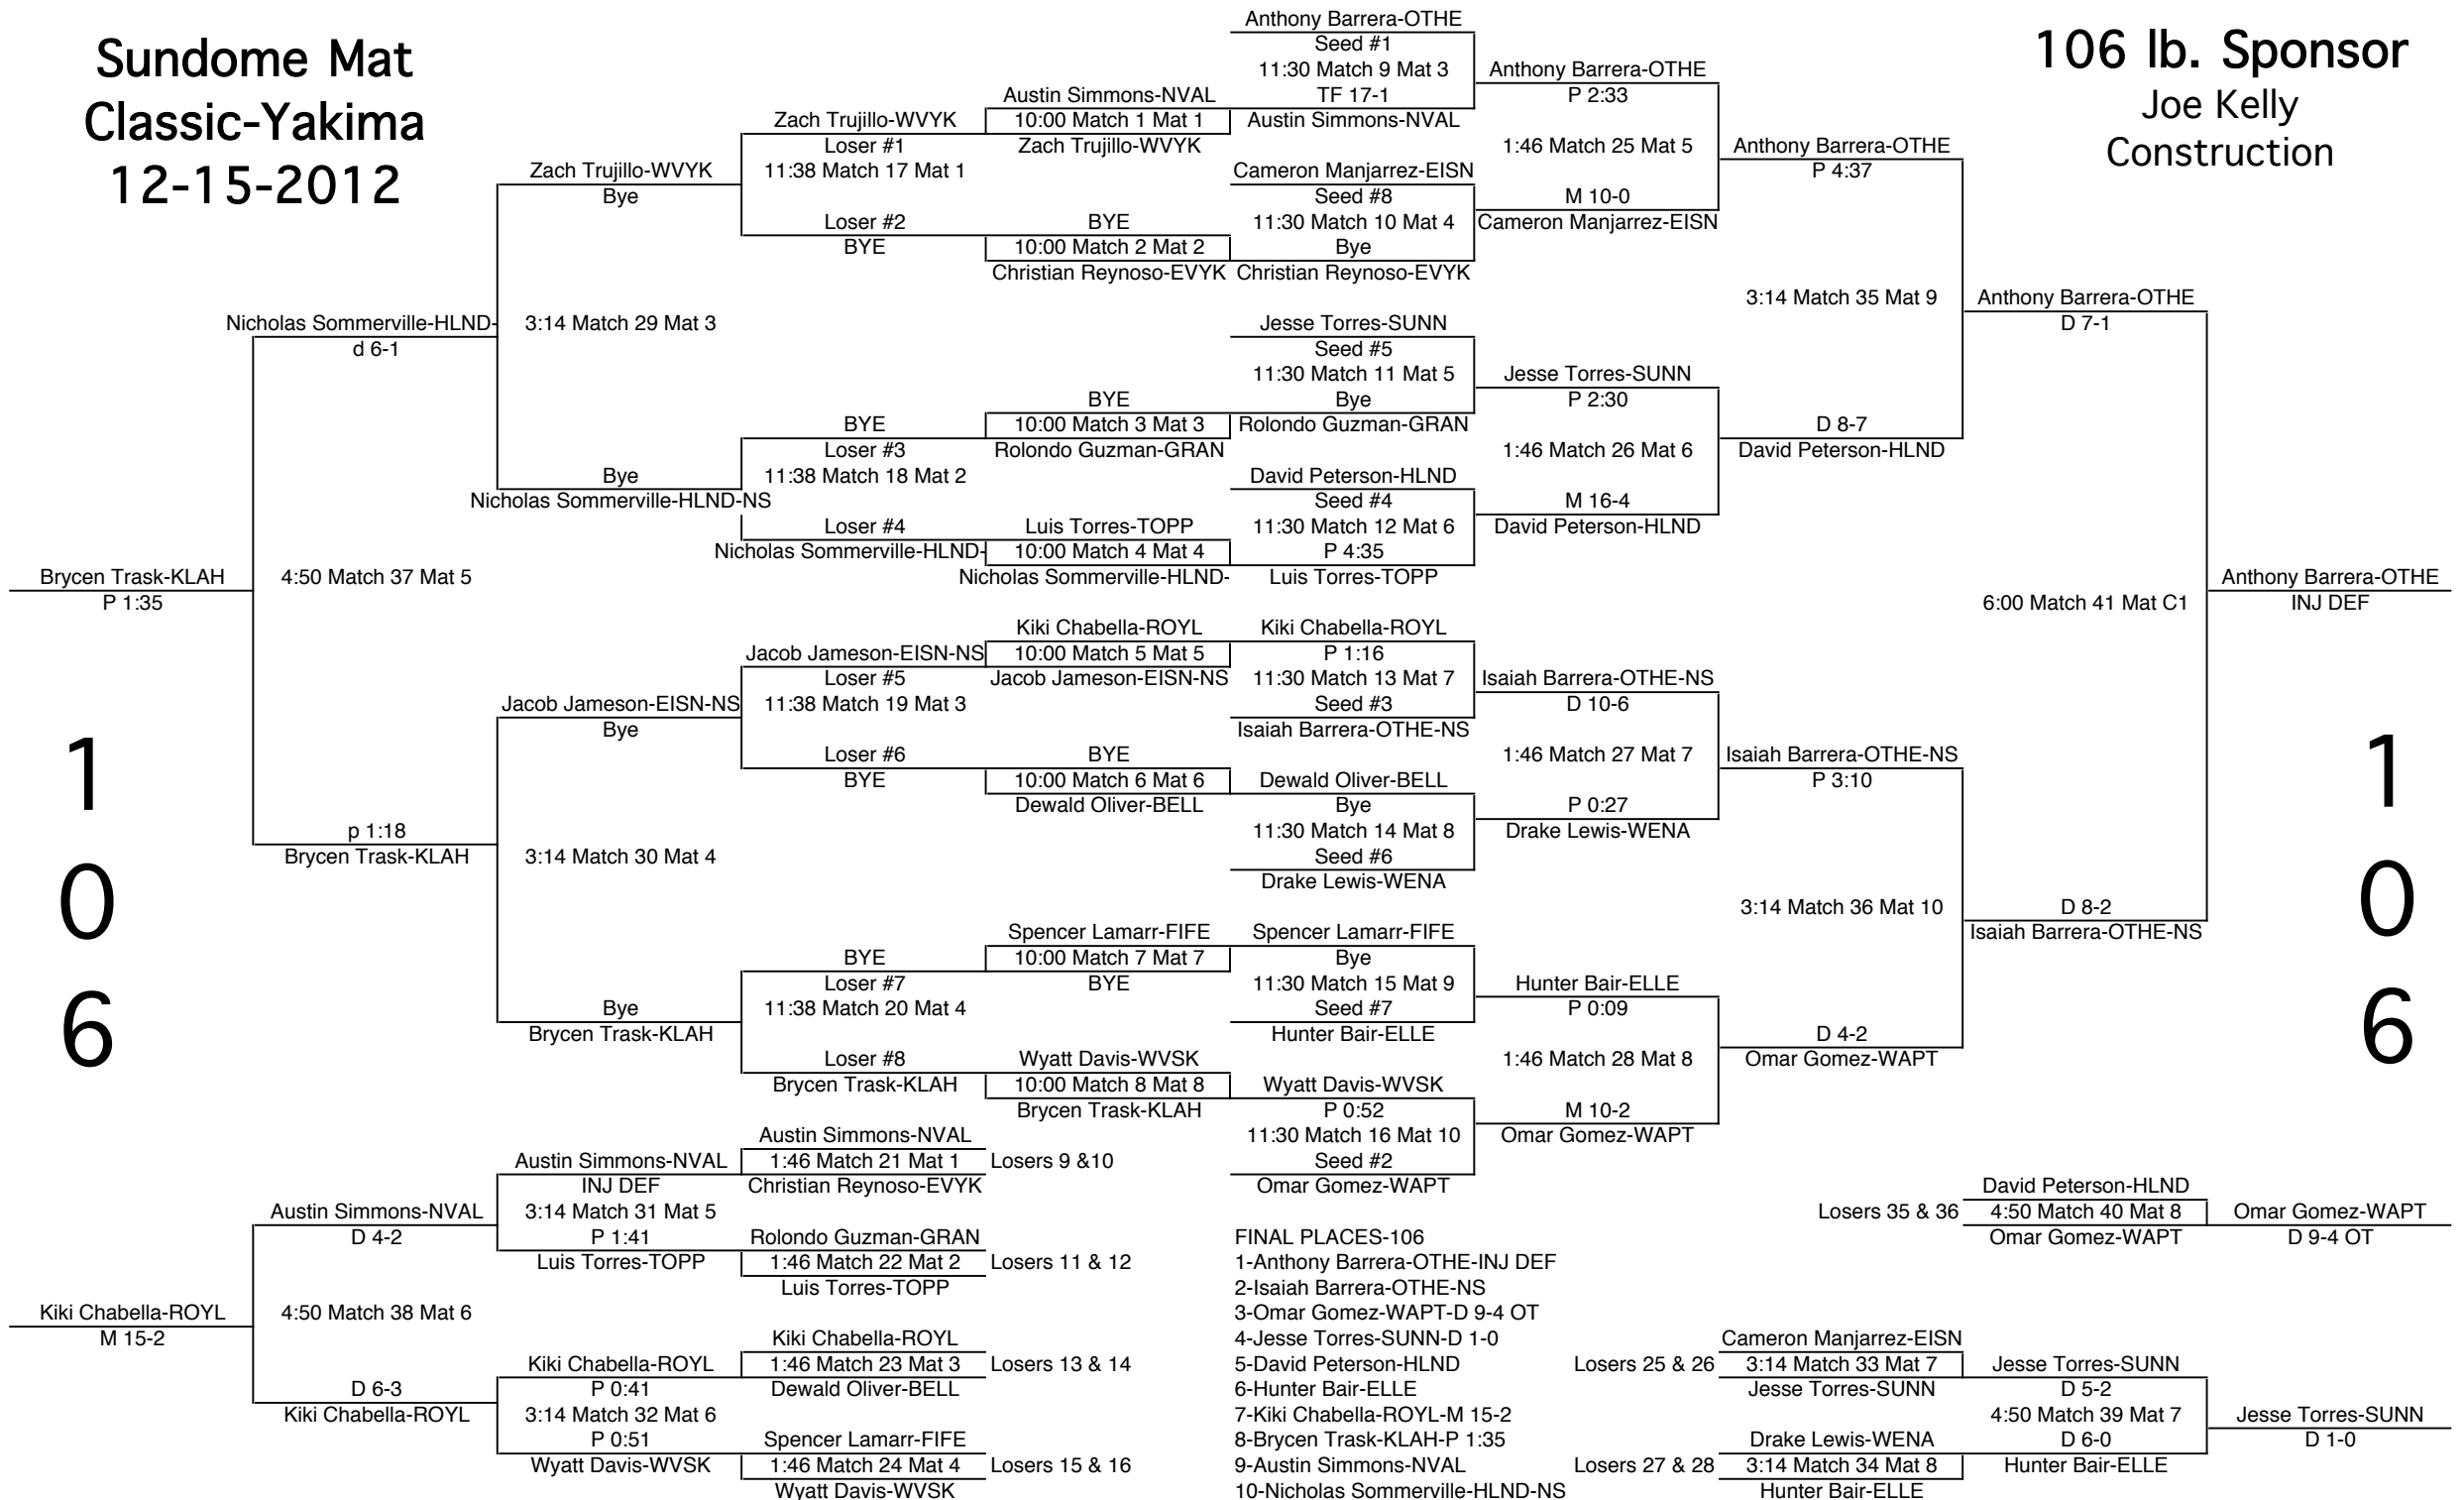 Sundome Mat
Classic-Yakima
12-15-2012
106 lb. Sponsor
Joe Kelly
Construction
1
0
6
1
0
6
Anthony Barrera-OTHE
Seed #1
11:30 Match 9 Mat 3
TF 17-1
Austin Simmons-NVAL
Cameron Manjarrez-EISN
Seed #8
11:30 Match 10 Mat 4
Bye
Christian Reynoso-EVYK
Jesse Torres-SUNN
Seed #5
11:30 Match 11 Mat 5
Bye
Rolondo Guzman-GRAN
David Peterson-HLND
Seed #4
11:30 Match 12 Mat 6
P 4:35
Luis Torres-TOPP
Kiki Chabella-ROYL
P 1:16
11:30 Match 13 Mat 7
Seed #3
Isaiah Barrera-OTHE-NS
Dewald Oliver-BELL
Bye
11:30 Match 14 Mat 8
Seed #6
Drake Lewis-WENA
Spencer Lamarr-FIFE
Bye
11:30 Match 15 Mat 9
Seed #7
Hunter Bair-ELLE
Wyatt Davis-WVSK
P 0:52
11:30 Match 16 Mat 10
Seed #2
Omar Gomez-WAPT
Austin Simmons-NVAL
10:00 Match 1 Mat 1
Zach Trujillo-WVYK
BYE
10:00 Match 2 Mat 2
Christian Reynoso-EVYK
BYE
10:00 Match 3 Mat 3
Rolondo Guzman-GRAN
Luis Torres-TOPP
10:00 Match 4 Mat 4
Nicholas Sommerville-HLND-
Kiki Chabella-ROYL
10:00 Match 5 Mat 5
Jacob Jameson-EISN-NS
BYE
10:00 Match 6 Mat 6
Dewald Oliver-BELL
Spencer Lamarr-FIFE
10:00 Match 7 Mat 7
BYE
Wyatt Davis-WVSK
10:00 Match 8 Mat 8
Brycen Trask-KLAH
Zach Trujillo-WVYK
Loser #1
11:38 Match 17 Mat 1
Loser #2
BYE
BYE
Loser #3
11:38 Match 18 Mat 2
Loser #4
Nicholas Sommerville-HLND-
Jacob Jameson-EISN-NS
Loser #5
11:38 Match 19 Mat 3
Loser #6
BYE
BYE
Loser #7
11:38 Match 20 Mat 4
Loser #8
Brycen Trask-KLAH
Zach Trujillo-WVYK
Bye
3:14 Match 29 Mat 3
Bye
Nicholas Sommerville-HLND-NS
Jacob Jameson-EISN-NS
Bye
3:14 Match 30 Mat 4
Bye
Brycen Trask-KLAH
Nicholas Sommerville-HLND-
d 6-1
4:50 Match 37 Mat 5
p 1:18
Brycen Trask-KLAH
Brycen Trask-KLAH
P 1:35
Anthony Barrera-OTHE
P 2:33
1:46 Match 25 Mat 5
M 10-0
Cameron Manjarrez-EISN
Jesse Torres-SUNN
P 2:30
1:46 Match 26 Mat 6
M 16-4
David Peterson-HLND
Isaiah Barrera-OTHE-NS
D 10-6
1:46 Match 27 Mat 7
P 0:27
Drake Lewis-WENA
Hunter Bair-ELLE
P 0:09
1:46 Match 28 Mat 8
M 10-2
Omar Gomez-WAPT
Anthony Barrera-OTHE
P 4:37
3:14 Match 35 Mat 9
D 8-7
David Peterson-HLND
Isaiah Barrera-OTHE-NS
P 3:10
3:14 Match 36 Mat 10
D 4-2
Omar Gomez-WAPT
Anthony Barrera-OTHE
D 7-1
6:00 Match 41 Mat C1
D 8-2
Isaiah Barrera-OTHE-NS
Anthony Barrera-OTHE
INJ DEF
Austin Simmons-NVAL
1:46 Match 21 Mat 1
Christian Reynoso-EVYK
Losers 9 &10
Rolondo Guzman-GRAN
1:46 Match 22 Mat 2
Luis Torres-TOPP
Losers 11 & 12
Kiki Chabella-ROYL
1:46 Match 23 Mat 3
Dewald Oliver-BELL
Losers 13 & 14
Spencer Lamarr-FIFE
1:46 Match 24 Mat 4
Wyatt Davis-WVSK
Losers 15 & 16
Austin Simmons-NVAL
INJ DEF
3:14 Match 31 Mat 5
P 1:41
Luis Torres-TOPP
Kiki Chabella-ROYL
P 0:41
3:14 Match 32 Mat 6
P 0:51
Wyatt Davis-WVSK
Austin Simmons-NVAL
D 4-2
4:50 Match 38 Mat 6
D 6-3
Kiki Chabella-ROYL
Kiki Chabella-ROYL
M 15-2
FINAL PLACES-106
1-Anthony Barrera-OTHE-INJ DEF
2-Isaiah Barrera-OTHE-NS
3-Omar Gomez-WAPT-D 9-4 OT
4-Jesse Torres-SUNN-D 1-0
5-David Peterson-HLND
6-Hunter Bair-ELLE
7-Kiki Chabella-ROYL-M 15-2
8-Brycen Trask-KLAH-P 1:35
9-Austin Simmons-NVAL
10-Nicholas Sommerville-HLND-NS
Losers 35 & 36
David Peterson-HLND
4:50 Match 40 Mat 8
Omar Gomez-WAPT
Omar Gomez-WAPT
D 9-4 OT
Losers 25 & 26
Cameron Manjarrez-EISN
3:14 Match 33 Mat 7
Jesse Torres-SUNN
Losers 27 & 28
Drake Lewis-WENA
3:14 Match 34 Mat 8
Hunter Bair-ELLE
Jesse Torres-SUNN
D 5-2
4:50 Match 39 Mat 7
D 6-0
Hunter Bair-ELLE
Jesse Torres-SUNN
D 1-0